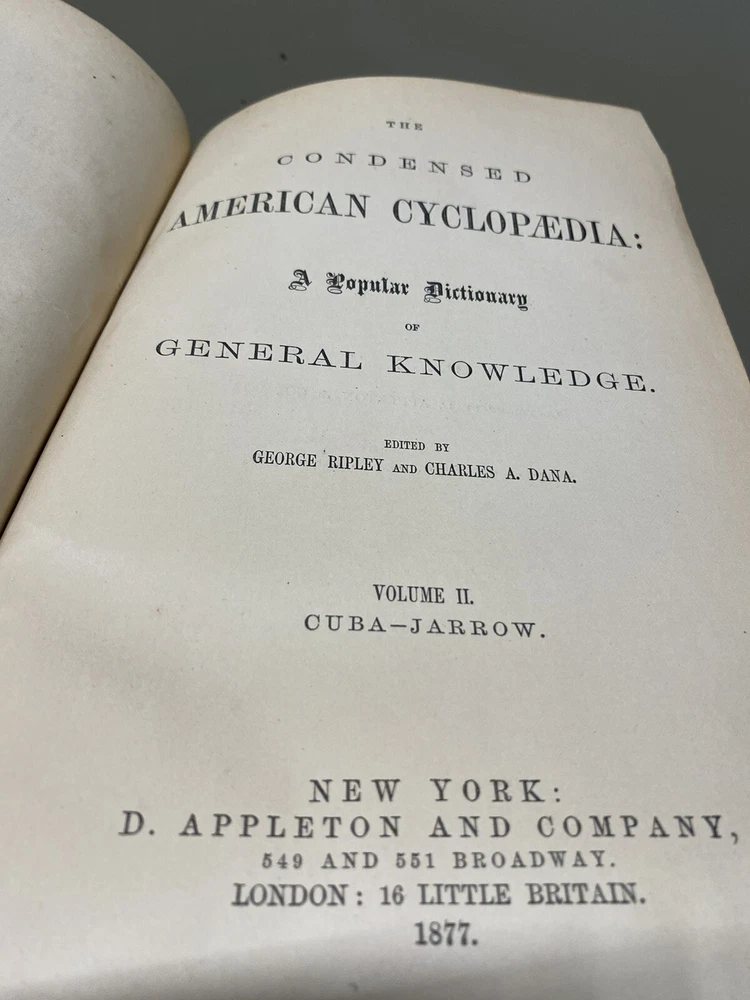 THE
CONDENSED
AMERICAN CYCLOPÆDIA:
A Popular Dictionary
OF
GENERAL KNOWLEDGE.
EDITED BY
GEORGE RIPLEY AND CHARLES A. DANA.
VOLUME II.
CUBA–JARROW.
NEW YORK:
D. APPLETON AND COMPANY,
549 AND 551 BROADWAY.
LONDON: 16 LITTLE BRITAIN.
1877.